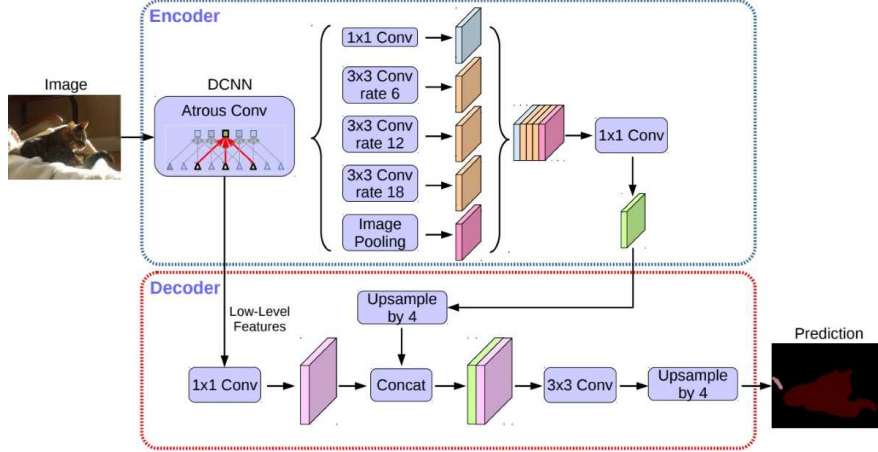 Encoder
Image
DCNN
Atrous Conv
1x1 Conv
3x3 Conv
rate 6
3x3 Conv
rate 12
3x3 Conv
rate 18
Image
Pooling
1x1 Conv
Decoder
Low-Level
Features
Upsample
by 4
1x1 Conv
Concat
3x3 Conv
Upsample
by 4
Prediction